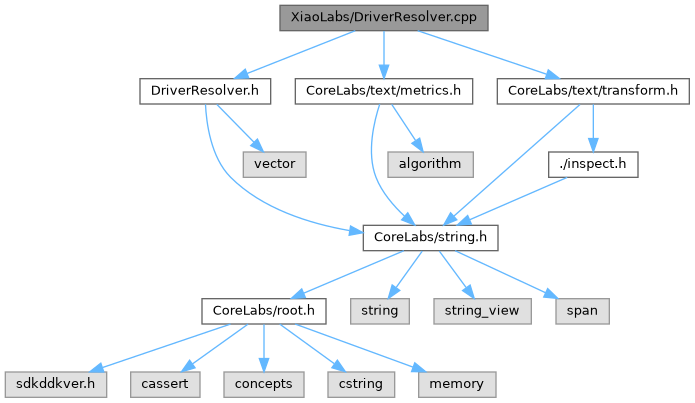 XiaoLabs/DriverResolver.cpp
DriverResolver.h
CoreLabs/text/metrics.h
CoreLabs/text/transform.h
vector
algorithm
./inspect.h
CoreLabs/string.h
CoreLabs/root.h
string
string_view
span
sdkddkver.h
cassert
concepts
cstring
memory